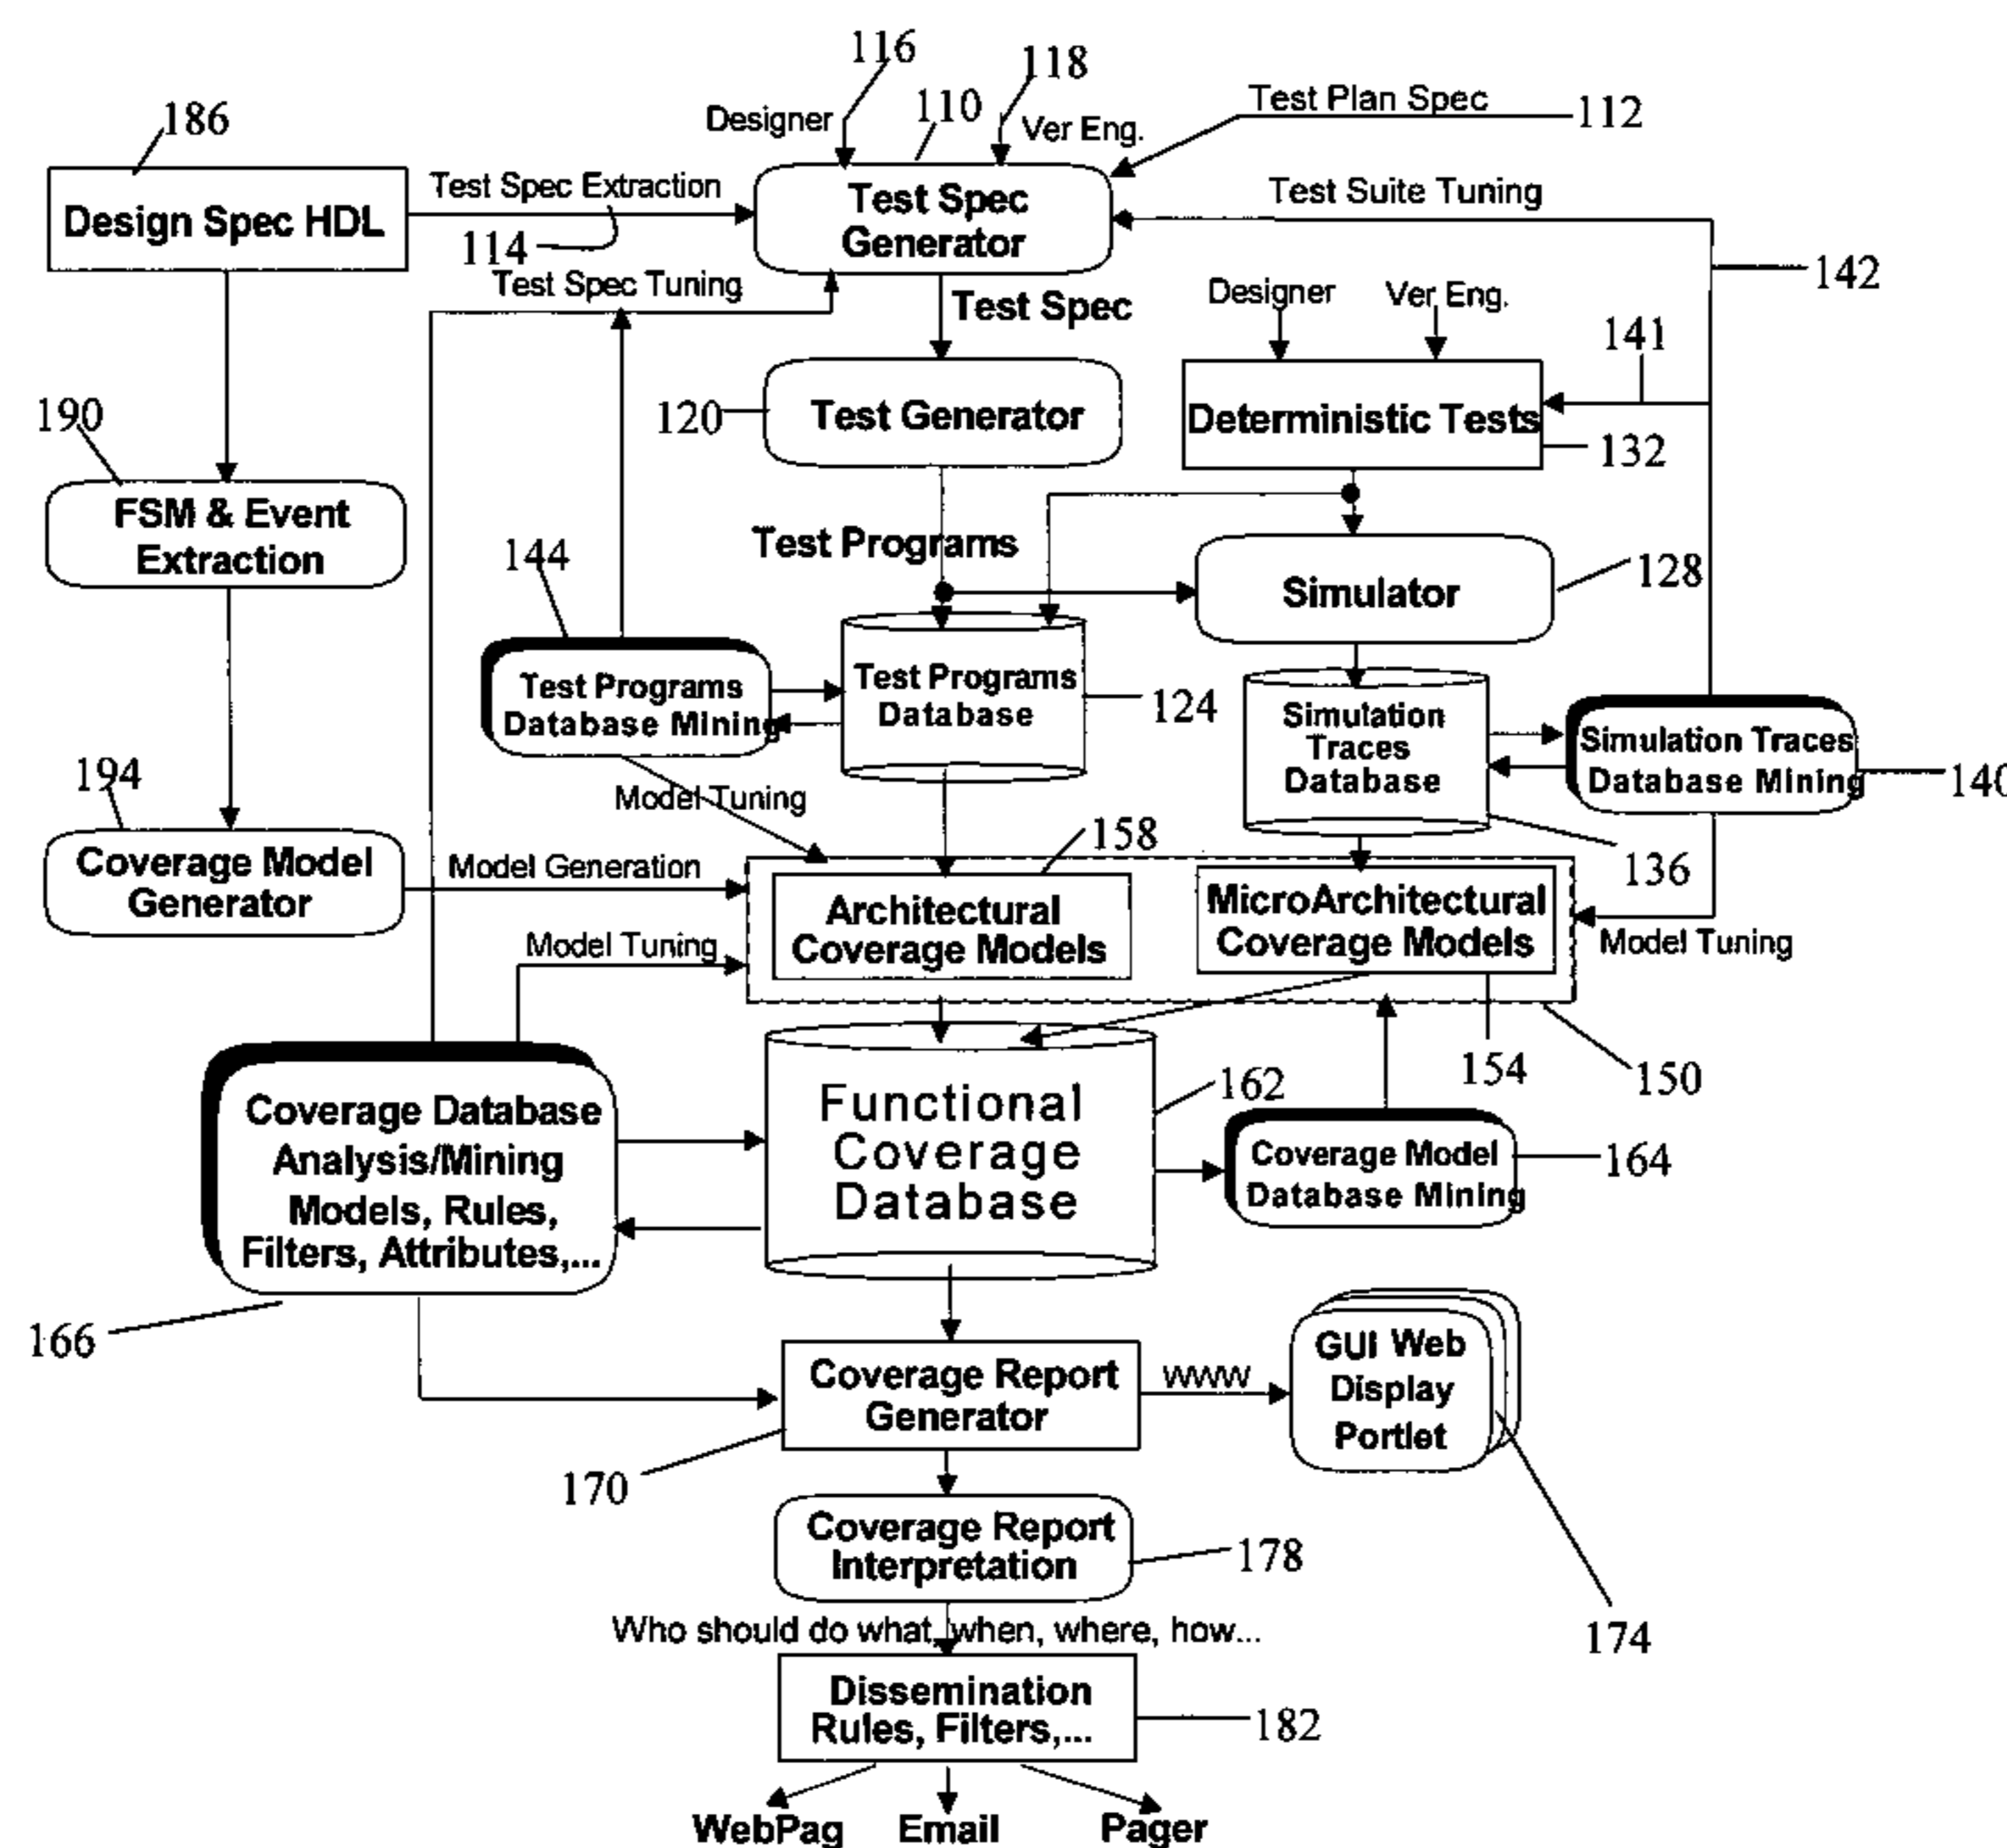 116
118
110
Designer
Ver Eng.
Test Plan Spec
112
186
Design Spec HDL
Test Spec Extraction
114
Test Spec
Generator
Test Suite Tuning
142
Test Spec Tuning
Test Spec
Designer
Ver Eng.
141
190
120
Test Generator
Deterministic Tests
132
FSM & Event
Extraction
144
Test Programs
Simulator
128
Test Programs
Database Mining
Test Programs
Database
124
Simulation
Traces
Database
Simulation Traces
Database Mining
140
194
Model Tuning
158
136
Coverage Model
Generator
Model Generation
Architectural
Coverage Models
MicroArchitectural
Coverage Models
Model Tuning
Model Tuning
154
150
162
Coverage Database
Analysis/Mining
Models, Rules,
Filters, Attributes,...
Functional
Coverage
Database
Coverage Model
Database Mining
164
166
Coverage Report
Generator
WWW
GUI Web
Display
Portlet
170
174
Coverage Report
Interpretation
178
Who should do what, when, where, how...
Dissemination
Rules, Filters,...
182
WebPag
Email
Pager